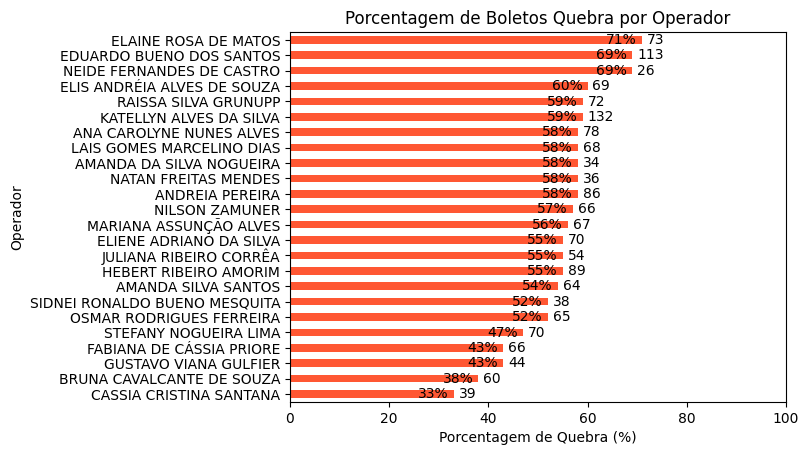 Porcentagem de Boletos Quebra por Operador
ELAINE ROSA DE MATOS 71% 73
EDUARDO BUENO DOS SANTOS 69% 113
NEIDE FERNANDES DE CASTRO 69% 26
ELIS ANDRÉIA ALVES DE SOUZA 60% 69
RAISSA SILVA GRUNUPP 59% 72
KATELLYN ALVES DA SILVA 59% 132
ANA CAROLYNE NUNES ALVES 58% 78
LAIS GOMES MARCELINO DIAS 58% 68
AMANDA DA SILVA NOGUEIRA 58% 34
NATAN FREITAS MENDES 58% 36
ANDREIA PEREIRA 58% 86
NILSON ZAMUNER 57% 66
MARIANA ASSUNÇÃO ALVES 56% 67
ELIENE ADRIANO DA SILVA 55% 70
JULIANA RIBEIRO CORRÊA 55% 54
HEBERT RIBEIRO AMORIM 55% 89
AMANDA SILVA SANTOS 54% 64
SIDNEI RONALDO BUENO MESQUITA 52% 38
OSMAR RODRIGUES FERREIRA 52% 65
STEFANY NOGUEIRA LIMA 47% 70
FABIANA DE CÁSSIA PRIORE 43% 66
GUSTAVO VIANA GULFIER 43% 44
BRUNA CAVALCANTE DE SOUZA 38% 60
CASSIA CRISTINA SANTANA 33% 39
Operador
0 20 40 60 80 100
Porcentagem de Quebra (%)